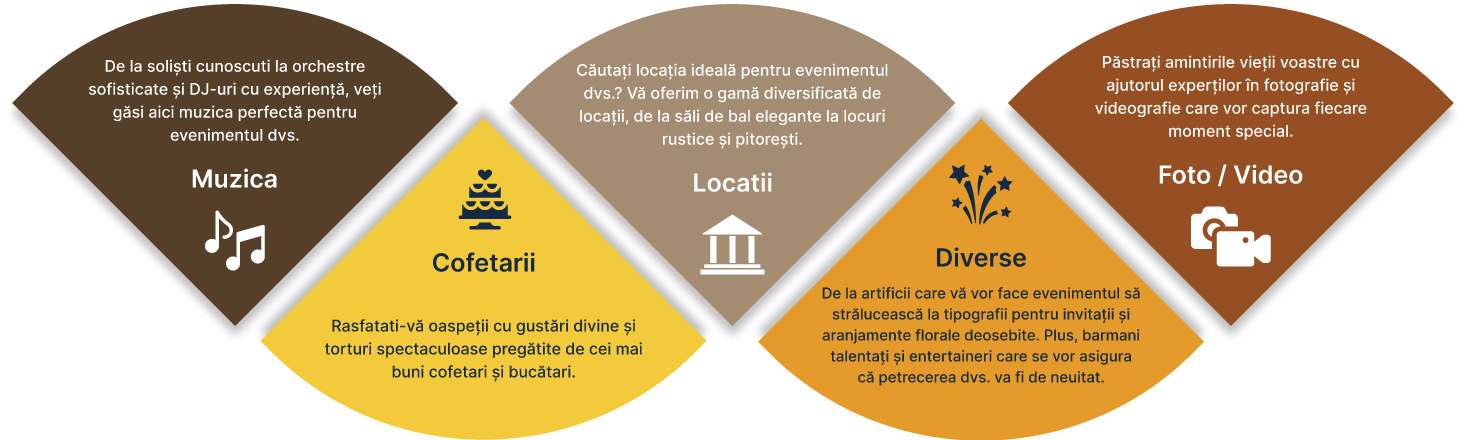 De la soliști cunoscuti la orchestre
sofisticate și DJ-uri cu experiență, veți
găsi aici muzica perfectă pentru
evenimentul dvs.
Muzica
Cofetarii
Rasfatati-vă oaspeții cu gustări divine și
torturi spectaculoase pregătite de cei mai
buni cofetari și bucătari.
Căutați locația ideală pentru evenimentul
dvs.? Vă oferim o gamă diversificată de
locații, de la săli de bal elegante la locuri
rustice și pitorești.
Locatii
Diverse
De la artificii care vă vor face evenimentul să
strălucească la tipografii pentru invitații și
aranjamente florale deosebite. Plus, barmani
talentați și entertaineri care se vor asigura
că petrecerea dvs. va fi de neuitat.
Păstrați amintirile vieții voastre cu
ajutorul experților în fotografie și
videografie care vor captura fiecare
moment special.
Foto / Video